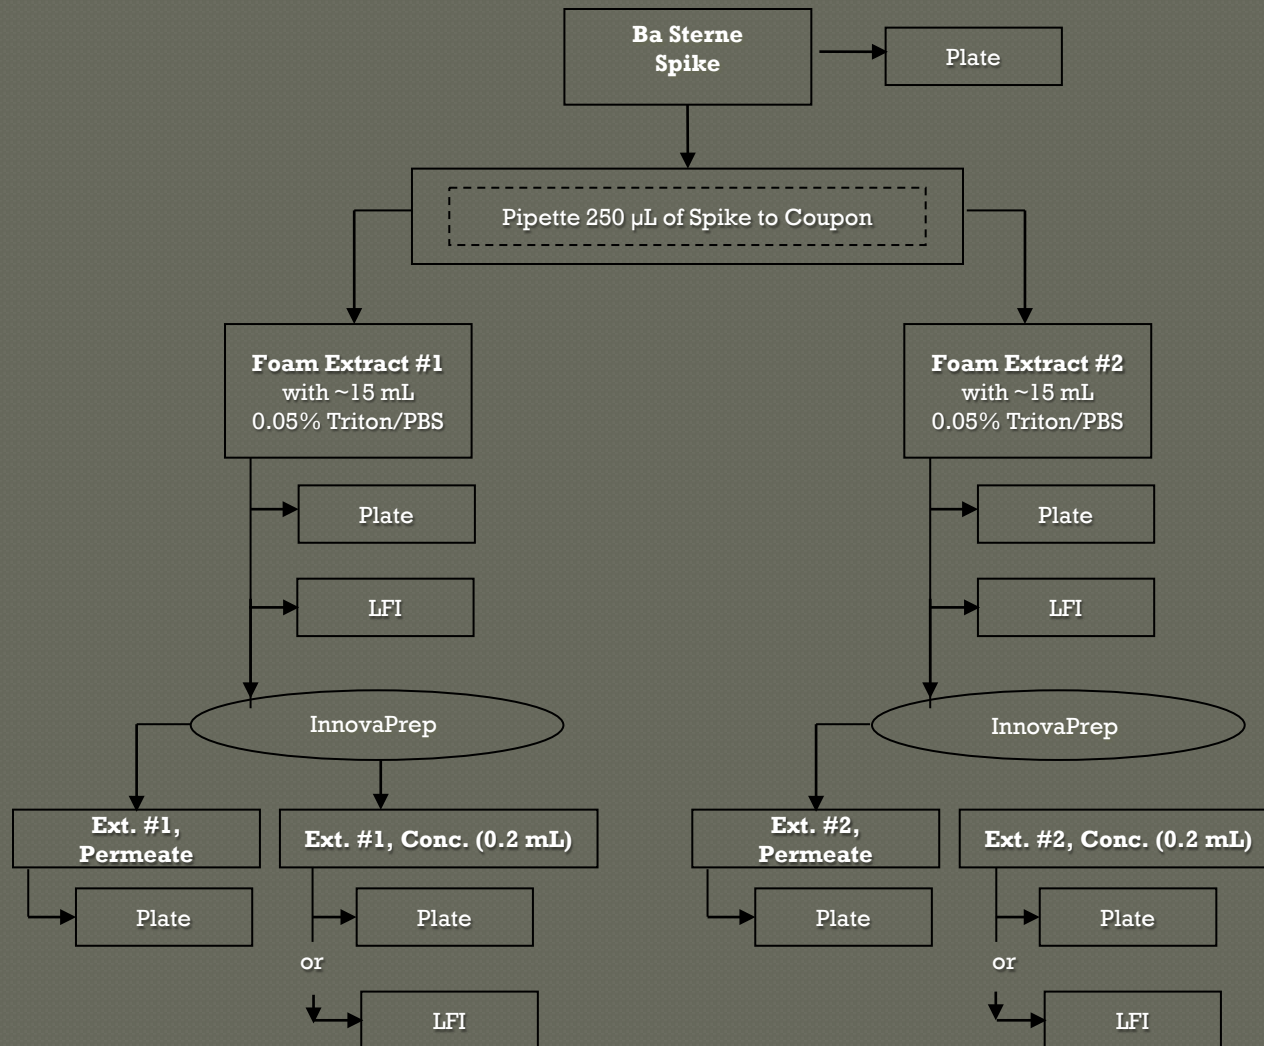 Ba Sterne
Spike
Plate
Pipette 250 µL of Spike to Coupon
Foam Extract #1
with ~15 mL
0.05% Triton/PBS
Foam Extract #2
with ~15 mL
0.05% Triton/PBS
Plate
Plate
LFI
LFI
InnovaPrep
InnovaPrep
Ext. #1,
Permeate
Ext. #1, Conc. (0.2 mL)
Ext. #2,
Permeate
Ext. #2, Conc. (0.2 mL)
Plate
Plate
Plate
Plate
or
or
LFI
LFI